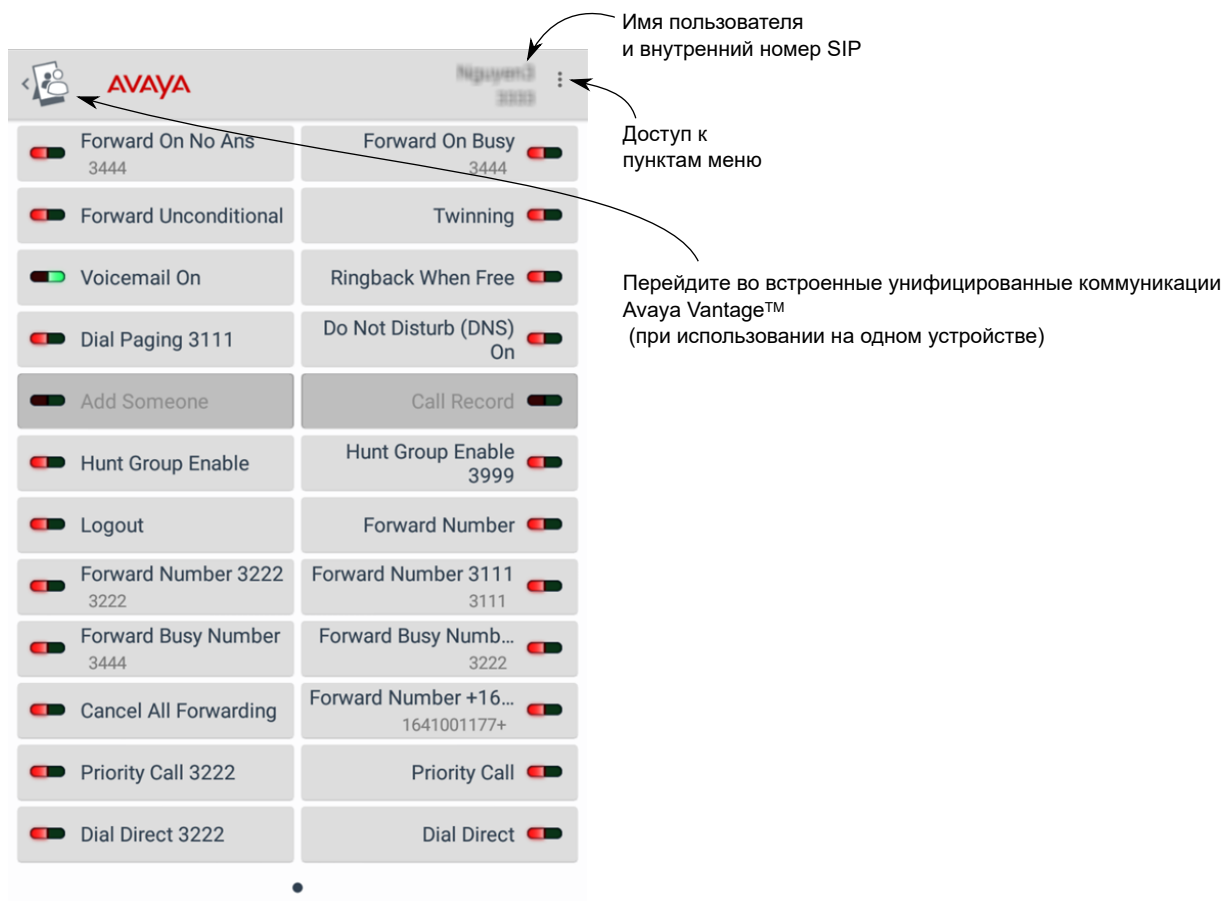 Имя пользователя
и внутренний номер SIP
AVAYA
Nguyen3
3333
Доступ к
пунктам меню
Forward On No Ans
3444
Forward On Busy
3444
Forward Unconditional
Twinning
Voicemail On
Ringback When Free
Перейдите во встроенные унифицированные коммуникации
Avaya Vantage™
(при использовании на одном устройстве)
Dial Paging 3111
Do Not Disturb (DNS)
On
Add Someone
Call Record
Hunt Group Enable
Hunt Group Enable
3999
Logout
Forward Number
Forward Number 3222
3222
Forward Number 3111
3111
Forward Busy Number
3444
Forward Busy Numb...
3222
Cancel All Forwarding
Forward Number +16...
1641001177+
Priority Call 3222
Priority Call
Dial Direct 3222
Dial Direct